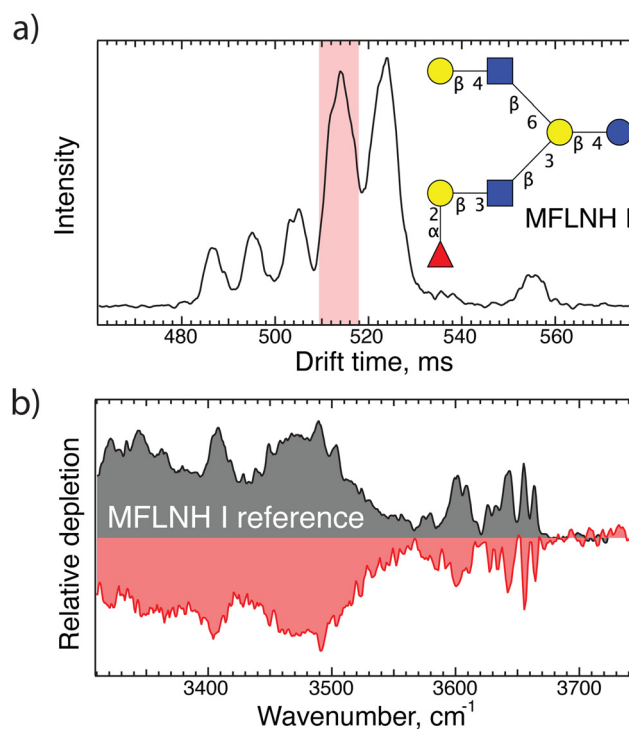 a)
Intensity
β 4
β
6
β 4
3
β
β 3
2
α
MFLNH I
480 500 520 540 560
Drift time, ms
b)
Relative depletion
MFLNH I reference
3400 3500 3600 3700
Wavenumber, cm-1